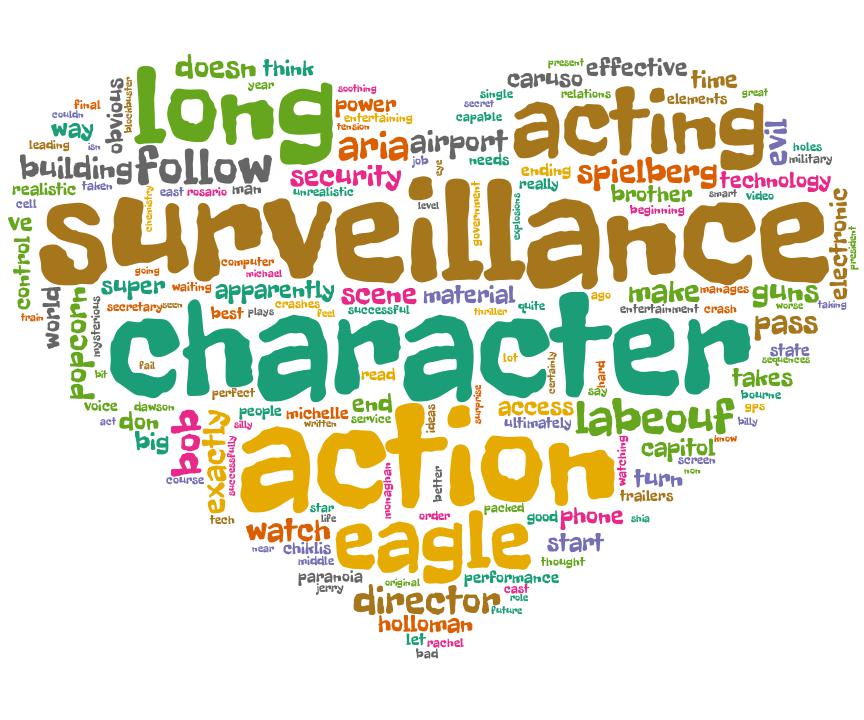 doesn think
year
present
caruso effective time
final
couldn
way
leading isn
obvious
blockbuster
long
soothing
power
entertaining
tension
aria airport
job
eye
needs
single
secret
capable
relations
acting
elements great
evil
holes
military
building follow
security
unrealistic
ending spielberg technology
really brother smart video
beginning
realistic taken
east rosario man
cell
chemistry
level
government
explosions
surveillance
electronic
president
control
computer
going michael
super waiting apparently
scene material
ago
make manages guns
worse taking
world
train
popcorn
mysterious
secretary seen
best plays crashes
feel
successful
thriller
quite
entertainment crash
pass
character
state
sequences
bit
fail
read
lot
certainly
say
hard
takes
bourne
perfect
voice dawson
act don
big
bob
exactly
silly
successfully
people michelle
written
end
service
ideas
surprise
access
ultimately
labeouf
gps
billy
know
capitol
screen
non
course
action
watching
turn
trailers
monaghan
better
tech
star
life
order
packed
good phone shia
watch
near chiklis
middle
eagle
start
thought
paranoia
jerry
original
performance
cast
role
director
future
holloman
let rachel
bad